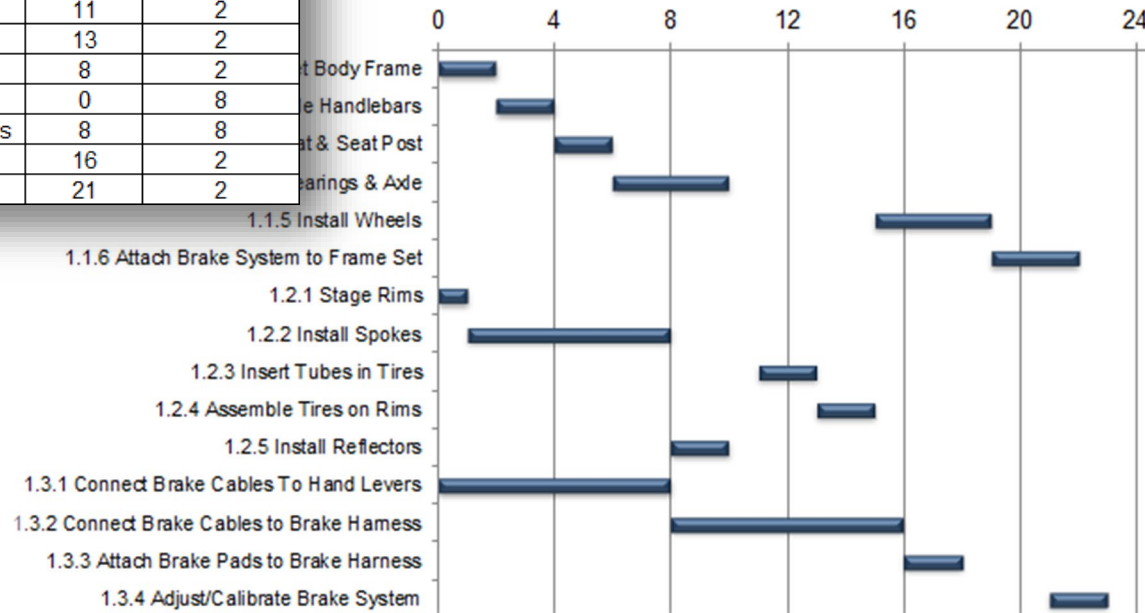 11 2
13 2
8 2
0 8
s 8 8
16 2
21 2
0 4 8 12 16 20 24
t Body Frame
e Handlebars
at & Seat Post
earings & Axle
1.1.5 Install Wheels
1.1.6 Attach Brake System to Frame Set
1.2.1 Stage Rims
1.2.2 Install Spokes
1.2.3 Insert Tubes in Tires
1.2.4 Assemble Tires on Rims
1.2.5 Install Reflectors
1.3.1 Connect Brake Cables To Hand Levers
1.3.2 Connect Brake Cables to Brake Harness
1.3.3 Attach Brake Pads to Brake Harness
1.3.4 Adjust/Calibrate Brake System